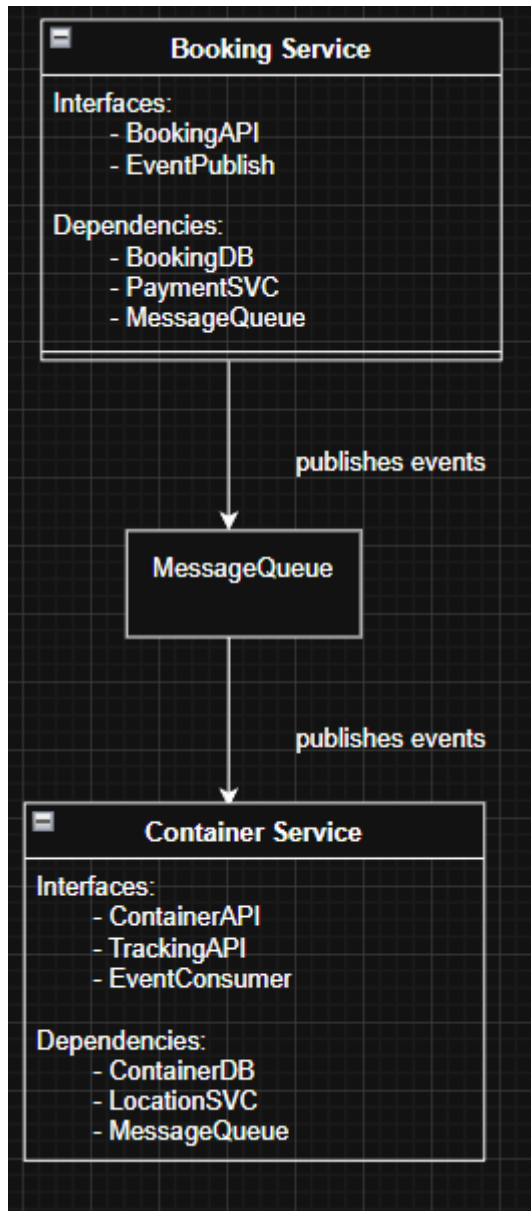 Booking Service
Interfaces:
- BookingAPI
- EventPublish
Dependencies:
- BookingDB
- PaymentSVC
- MessageQueue
publishes events
MessageQueue
publishes events
Container Service
Interfaces:
- ContainerAPI
- TrackingAPI
- EventConsumer
Dependencies:
- ContainerDB
- LocationSVC
- MessageQueue